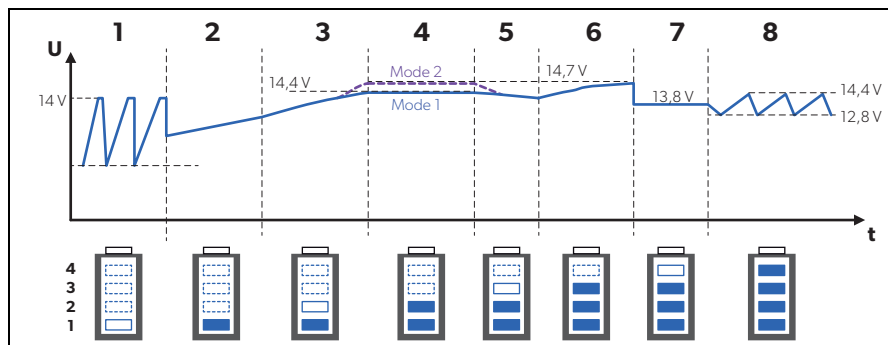 1 2 3 4 5 6 7 8
U
Mode 2
14,7 V
14,4 V
14 V
Mode 1
13,8 V
14,4 V
12,8 V
t
4
3
2
1